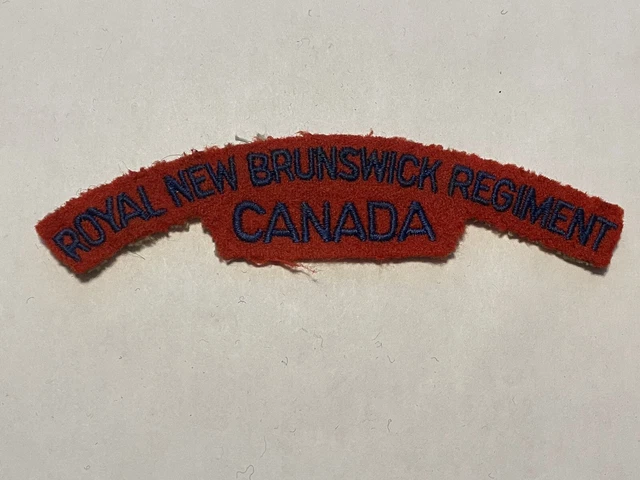 ROYAL NEW BRUNSWICK REGIMENT
CANADA